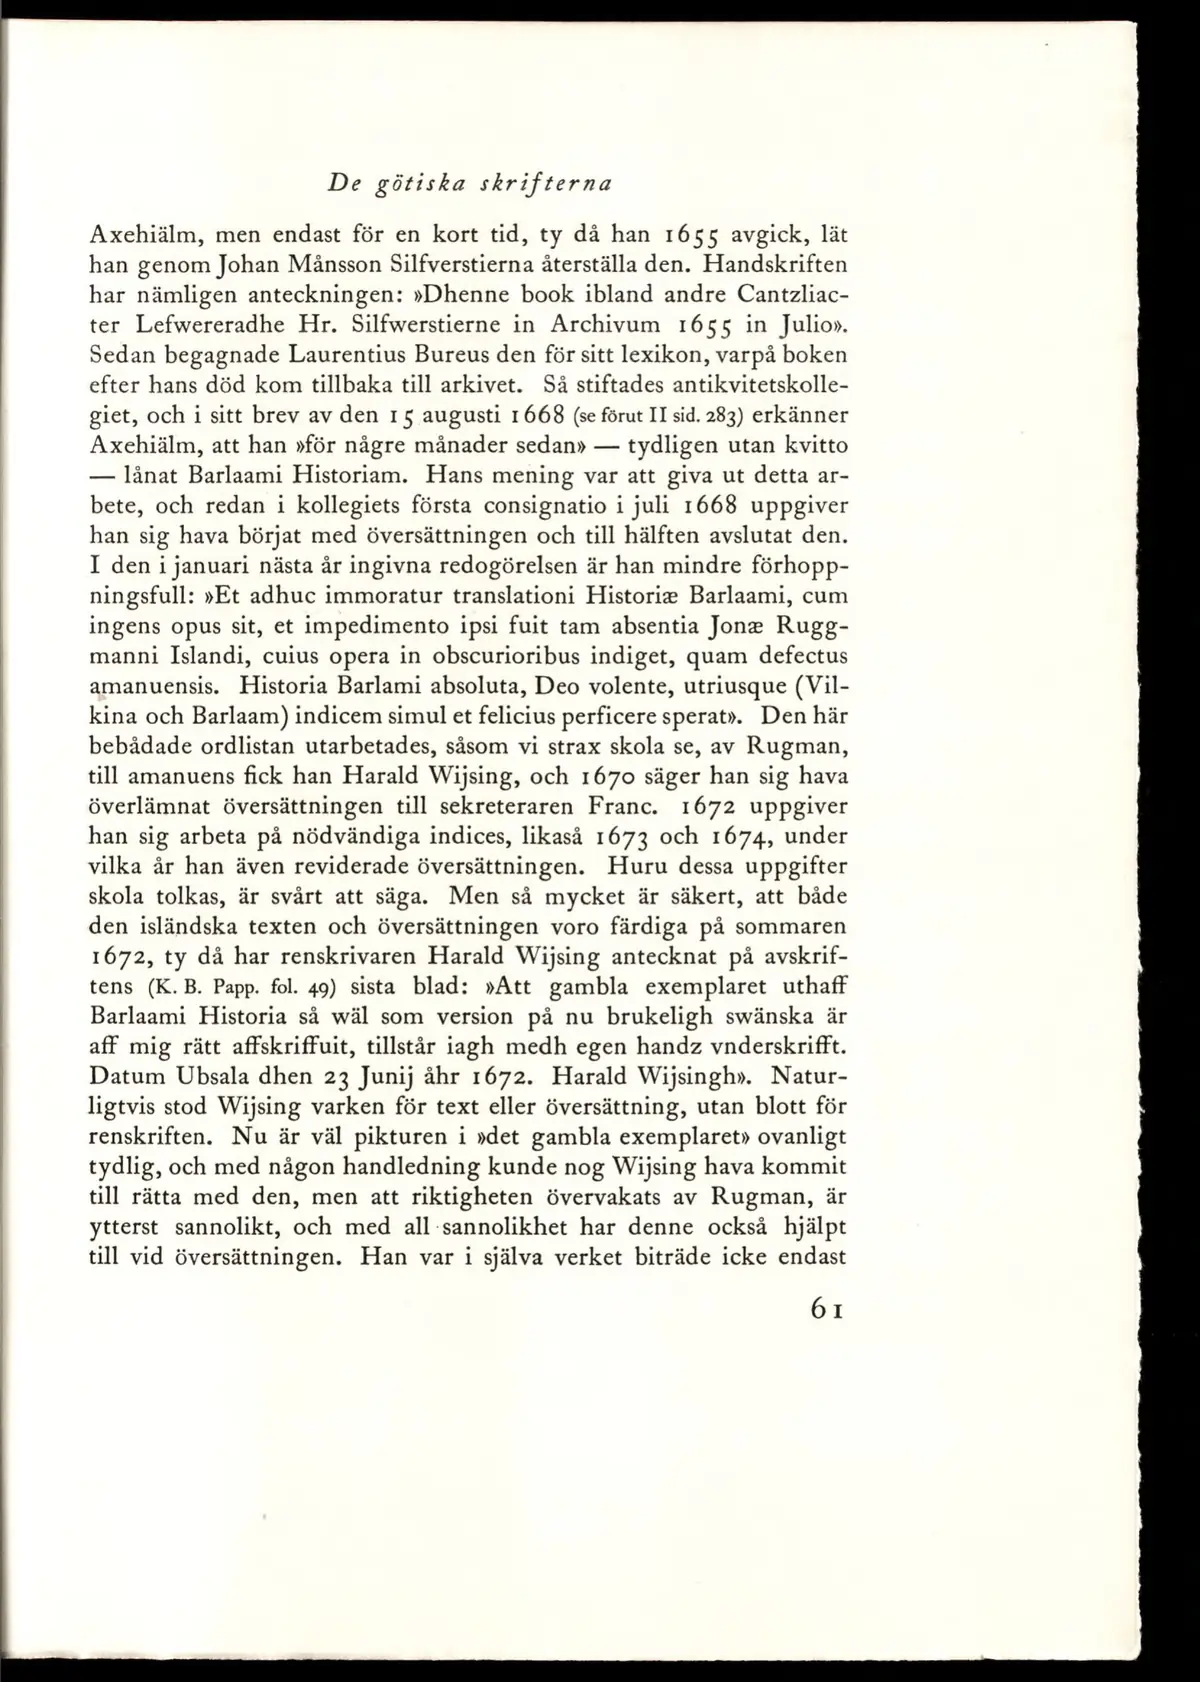 De götiska skrifterna
Axehiälm, men endast för en kort tid, ty då han 1655 avgick, lät
han genom Johan Månsson Silfverstierna återställa den. Handskriften
har nämligen anteckningen: »Dhenne book ibland andre Cantzliac-
ter Lefwereradhe Hr. Silfwerstierne in Archivum 1655 in Julio».
Sedan begagnade Laurentius Bureus den för sitt lexikon, varpå boken
efter hans död kom tillbaka till arkivet. Så stiftades antikvitetskolle-
giet, och i sitt brev av den 15 augusti 1668 (se förut II sid. 283) erkänner
Axehiälm, att han »för någre månader sedan» — tydligen utan kvitto
— lånat Barlaami Historiam. Hans mening var att giva ut detta ar-
bete, och redan i kollegiets första consignatio i juli 1668 uppgiver
han sig hava börjat med översättningen och till hälften avslutat den.
I den i januari nästa år ingivna redogörelsen är han mindre förhopp-
ningsfull: »Et adhuc immoratur translationi Historiæ Barlaami, cum
ingens opus sit, et impedimento ipsi fuit tam absentia Jonæ Rugg-
manni Islandi, cuius opera in obscurioribus indiget, quam defectus
amanuensis. Historia Barlami absoluta, Deo volente, utriusque (Vil-
kina och Barlaam) indicem simul et felicius perficere sperat». Den här
bebådade ordlistan utarbetades, såsom vi strax skola se, av Rugman,
till amanuens fick han Harald Wijsing, och 1670 säger han sig hava
överlämnat översättningen till sekreteraren Franc. 1672 uppgiver
han sig arbeta på nödvändiga indices, likaså 1673 och 1674, under
vilka år han även reviderade översättningen. Huru dessa uppgifter
skola tolkas, är svårt att säga. Men så mycket är säkert, att både
den isländska texten och översättningen voro färdiga på sommaren
1672, ty då har renskrivaren Harald Wijsing antecknat på avskrif-
tens (K. B. Papp. fol. 49) sista blad: »Att gambla exemplaret uthaff
Barlaami Historia så wäl som version på nu brukeligh swänska är
aff mig rätt affskriffuit, tillstår iagh medh egen handz vnderskrifft.
Datum Ubsala dhen 23 Junij åhr 1672. Harald Wijsingh». Natur-
ligtvis stod Wijsing varken för text eller översättning, utan blott för
renskriften. Nu är väl pikturen i »det gambla exemplaret» ovanligt
tydlig, och med någon handledning kunde nog Wijsing hava kommit
till rätta med den, men att riktigheten övervakats av Rugman, är
ytterst sannolikt, och med all sannolikhet har denne också hjälpt
till vid översättningen. Han var i själva verket biträde icke endast
61